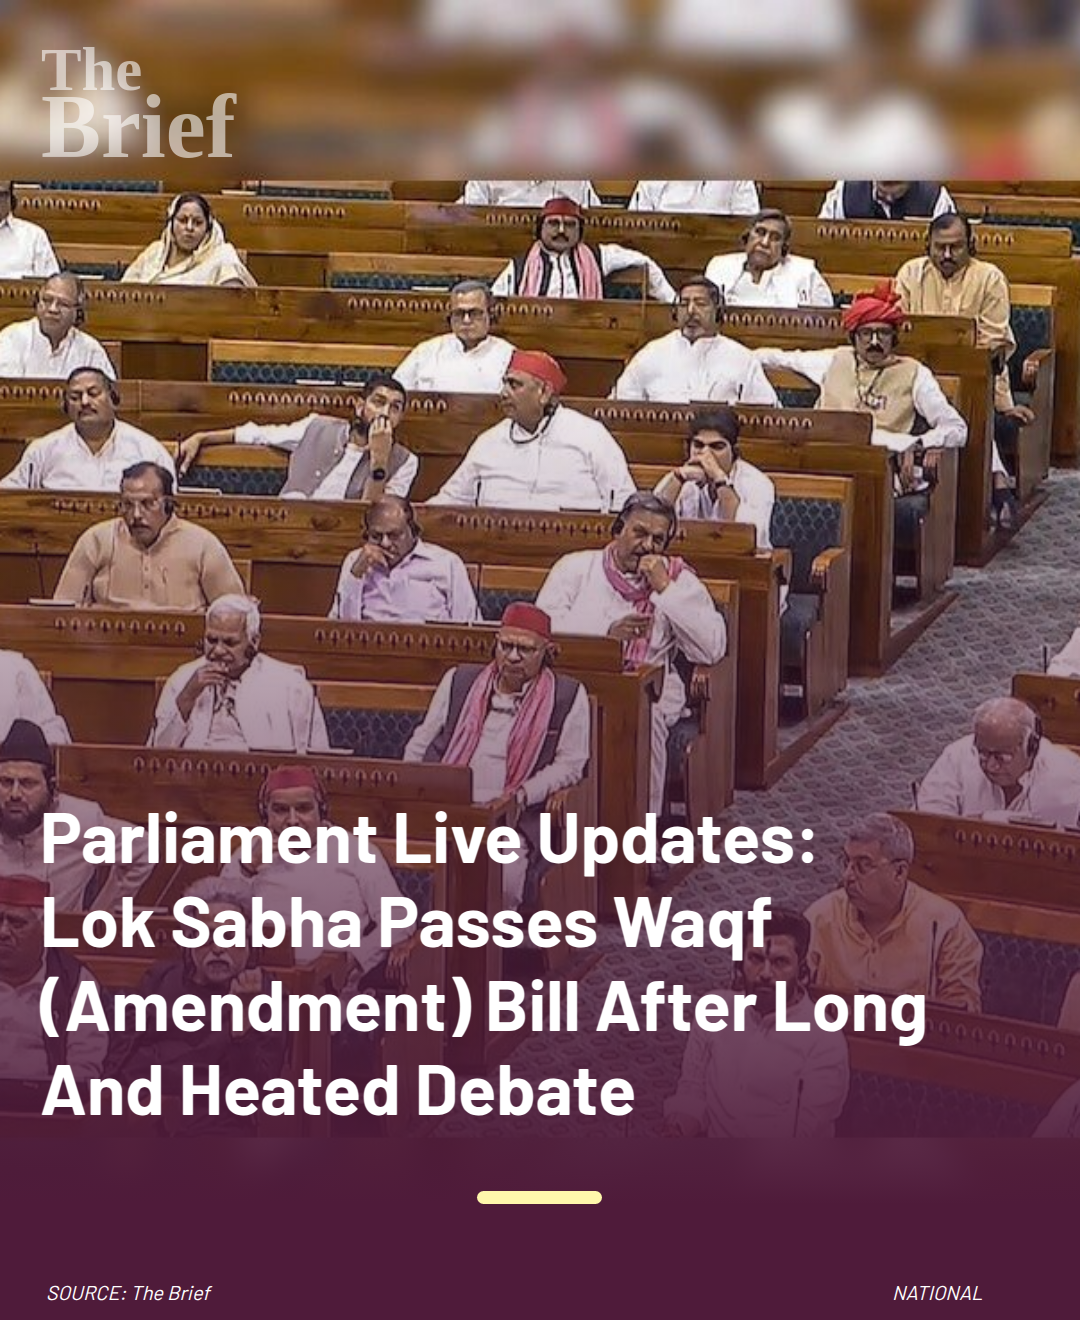 The
Brief
Parliament Live Updates:
Lok Sabha Passes Waqf
(Amendment) Bill After Long
And Heated Debate
SOURCE: The Brief
NATIONAL